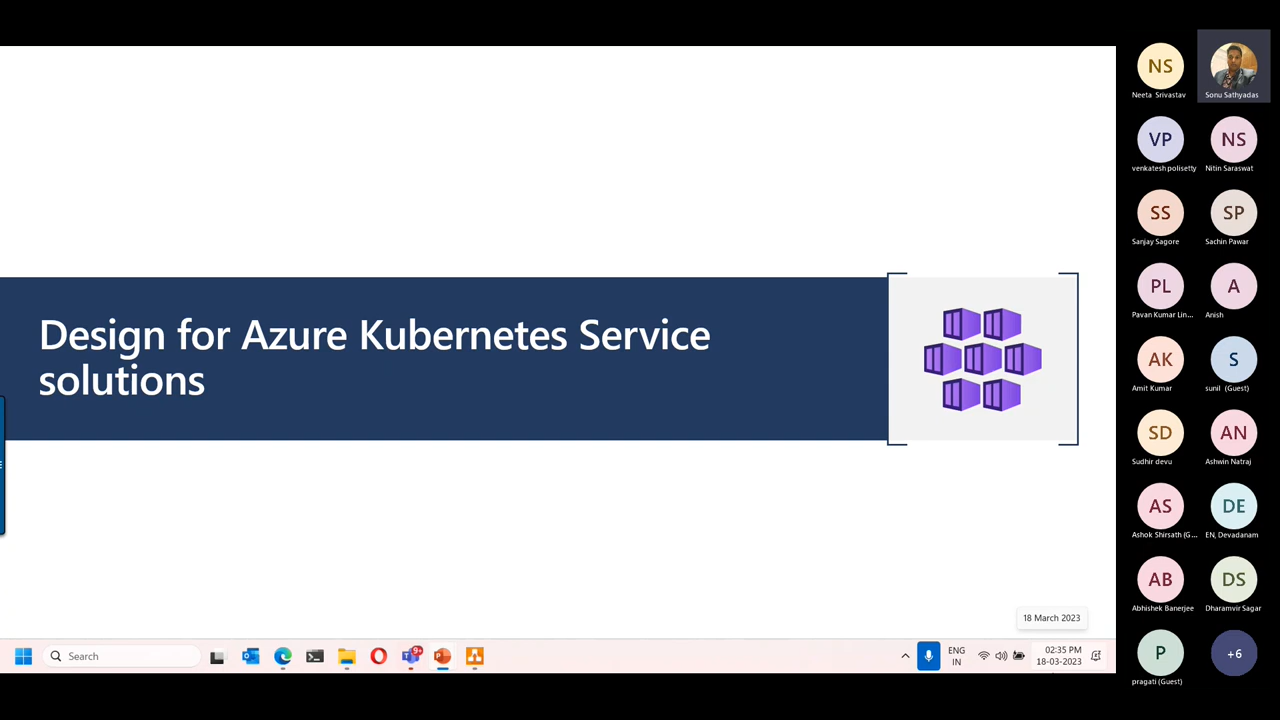 Design for Azure Kubernetes Service
solutions
18 March 2023
Search
9+
ENG
IN
02:35 PM
18-03-2023
NS
Neeta Srivastav
Sonu Sathyadas
VP
venkatesh polisetty
NS
Nitin Saraswat
SS
Sanjay Sagore
SP
Sachin Pawar
PL
Pavan Kumar Lin...
A
Anish
AK
Amit Kumar
S
sunil (Guest)
SD
Sudhir devu
AN
Ashwin Natraj
AS
Ashok Shirsath (G...
DE
EN, Devadanam
AB
Abhishek Banerjee
DS
Dharamvir Sagar
P
pragati (Guest)
+6